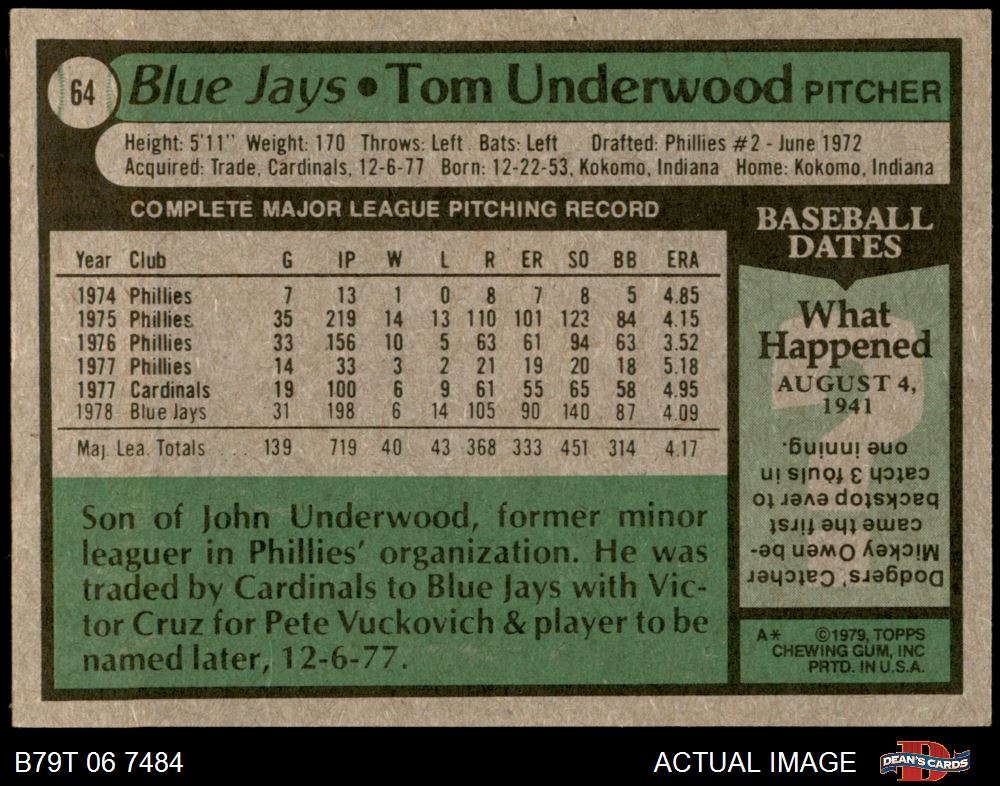 64 Blue Jays • Tom Underwood PITCHER
Height: 5'11" Weight: 170 Throws: Left Bats: Left Drafted: Phillies #2 - June 1972
Acquired: Trade, Cardinals, 12-6-77 Born: 12-22-53, Kokomo, Indiana Home: Kokomo, Indiana
COMPLETE MAJOR LEAGUE PITCHING RECORD
Year Club G IP W L R ER SO BB ERA
1974 Phillies 7 13 1 0 8 7 8 5 4.85
1975 Phillies 35 219 14 13 110 101 123 84 4.15
1976 Phillies 33 156 10 5 63 61 94 63 3.52
1977 Phillies 14 33 3 2 21 19 20 18 5.18
1977 Cardinals 19 100 6 9 61 55 65 58 4.95
1978 Blue Jays 31 198 6 14 105 90 140 87 4.09
Maj. Lea. Totals . . . 139 719 40 43 368 333 451 314 4.17
Son of John Underwood, former minor
leaguer in Phillies' organization. He was
traded by Cardinals to Blue Jays with Vic-
tor Cruz for Pete Vuckovich & player to be
named later, 12-6-77.
BASEBALL
DATES
What
Happened
AUGUST 4,
1941
Dodgers' Catcher,
Mickey Owen be-
came the first
backstop ever to
catch 3 fouls in
one inning.
A* ©1979, TOPPS
CHEWING GUM, INC
PRTD. IN U.S.A.
B79T 06 7484
ACTUAL IMAGE
DEAN'S CARDS